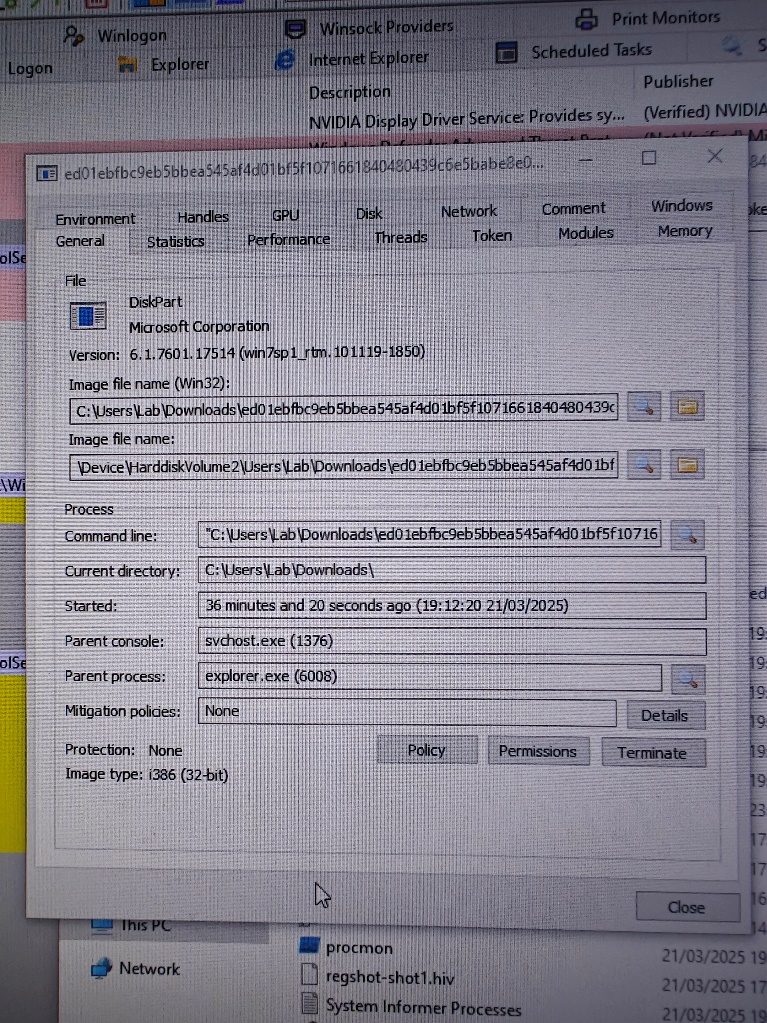 Winlogon
Winsock Providers
Print Monitors
Logon
Explorer
Internet Explorer
Scheduled Tasks
S
Description
Publisher
NVIDIA Display Driver Service: Provides sy...
(Verified) NVIDIA
ed01ebfbc9eb5bbea545af4d01bf5f1071661840480439c6e5babe8e0...
Environment
Handles
GPU
Disk
Network
Comment
Windows
General
Statistics
Performance
Threads
Token
Modules
Memory
File
DiskPart
Microsoft Corporation
Version: 6.1.7601.17514 (win7sp1_rtm.101119-1850)
Image file name (Win32):
C:\Users\Lab\Downloads\ed01ebfbc9eb5bbea545af4d01bf5f1071661840480439c
Image file name:
\Device\HarddiskVolume2\Users\Lab\Downloads\ed01ebfbc9eb5bbea545af4d01bf
Process
Command line: "C:\Users\Lab\Downloads\ed01ebfbc9eb5bbea545af4d01bf5f10716
Current directory: C:\Users\Lab\Downloads\
Started: 36 minutes and 20 seconds ago (19:12:20 21/03/2025)
Parent console: svchost.exe (1376)
Parent process: explorer.exe (6008)
Mitigation policies: None Details
Protection: None Policy Permissions Terminate
Image type: i386 (32-bit)
Close
This PC
Network
procmon
21/03/2025 19
regshot-shot1.hiv
21/03/2025 17
System Informer Processes
21/03/2025 19